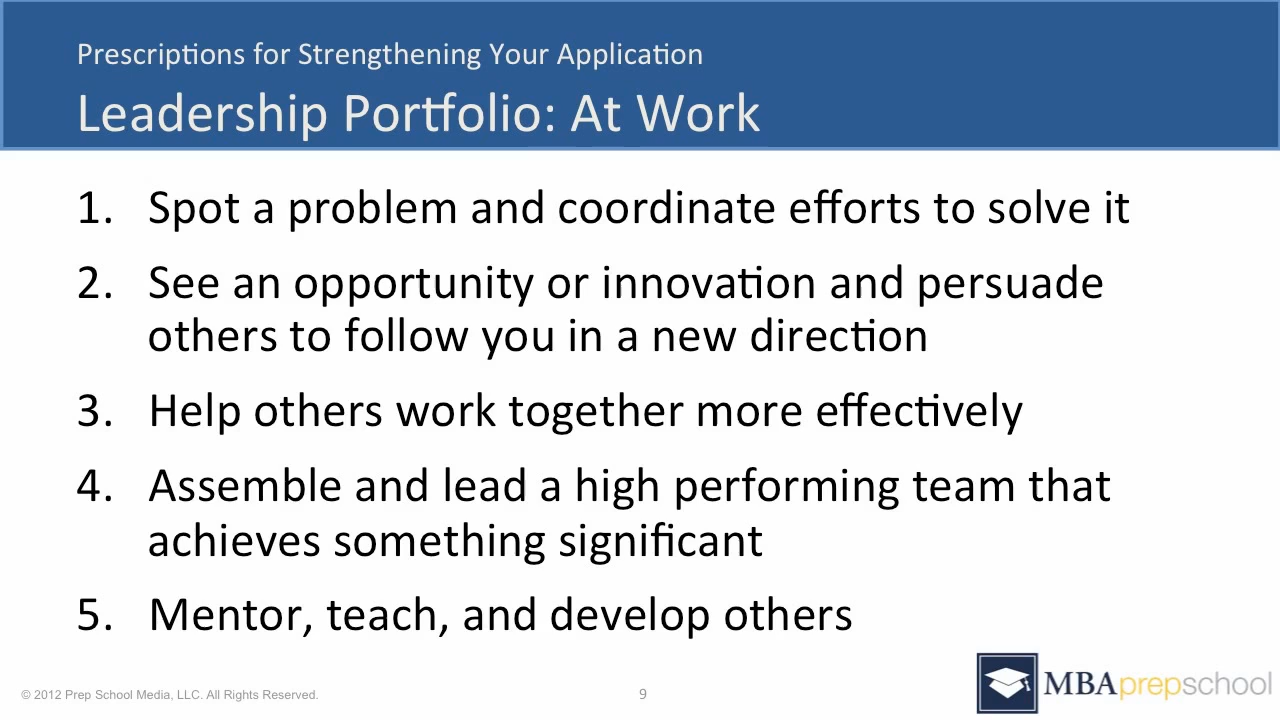 Prescriptions for Strengthening Your Application
Leadership Portfolio: At Work
1. Spot a problem and coordinate efforts to solve it
2. See an opportunity or innovation and persuade
others to follow you in a new direction
3. Help others work together more effectively
4. Assemble and lead a high performing team that
achieves something significant
5. Mentor, teach, and develop others
© 2012 Prep School Media, LLC. All Rights Reserved.
9
MBAprepschool